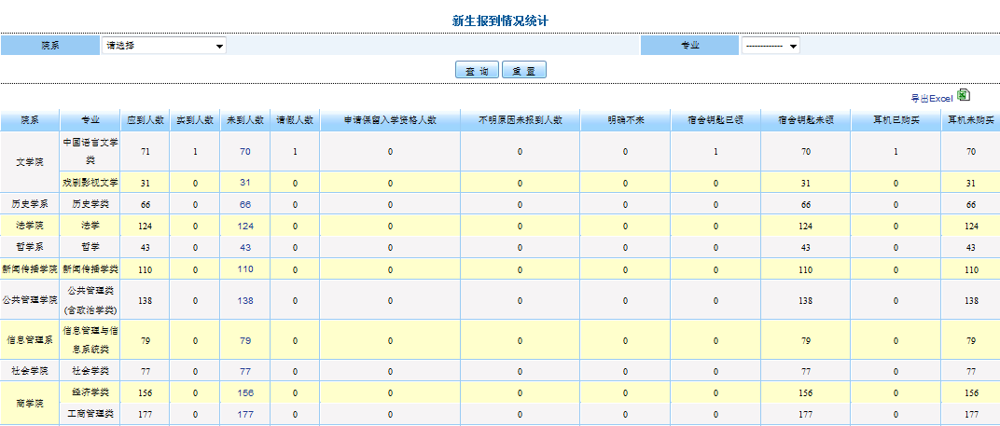 新生报到情况统计
院系 请选择 专业 -------------
查 询 重 置
导出Excel
院系 专业 应到人数 实到人数 未到人数 请假人数 申请保留入学资格人数 不明原因未报到人数 明确不来 宿舍钥匙已领 宿舍钥匙未领 耳机已购买 耳机未购买
文学院 中国语言文学类 71 1 70 1 0 0 0 1 70 1 70
戏剧影视文学 31 0 31 0 0 0 0 0 31 0 31
历史学系 历史学类 66 0 66 0 0 0 0 0 66 0 66
法学院 法学 124 0 124 0 0 0 0 0 124 0 124
哲学系 哲学 43 0 43 0 0 0 0 0 43 0 43
新闻传播学院 新闻传播学类 110 0 110 0 0 0 0 0 110 0 110
公共管理学院 公共管理类(含政治学类) 138 0 138 0 0 0 0 0 138 0 138
信息管理系 信息管理与信息系统类 79 0 79 0 0 0 0 0 79 0 79
社会学院 社会学类 77 0 77 0 0 0 0 0 77 0 77
商学院 经济学类 156 0 156 0 0 0 0 0 156 0 156
工商管理类 177 0 177 0 0 0 0 0 177 0 177